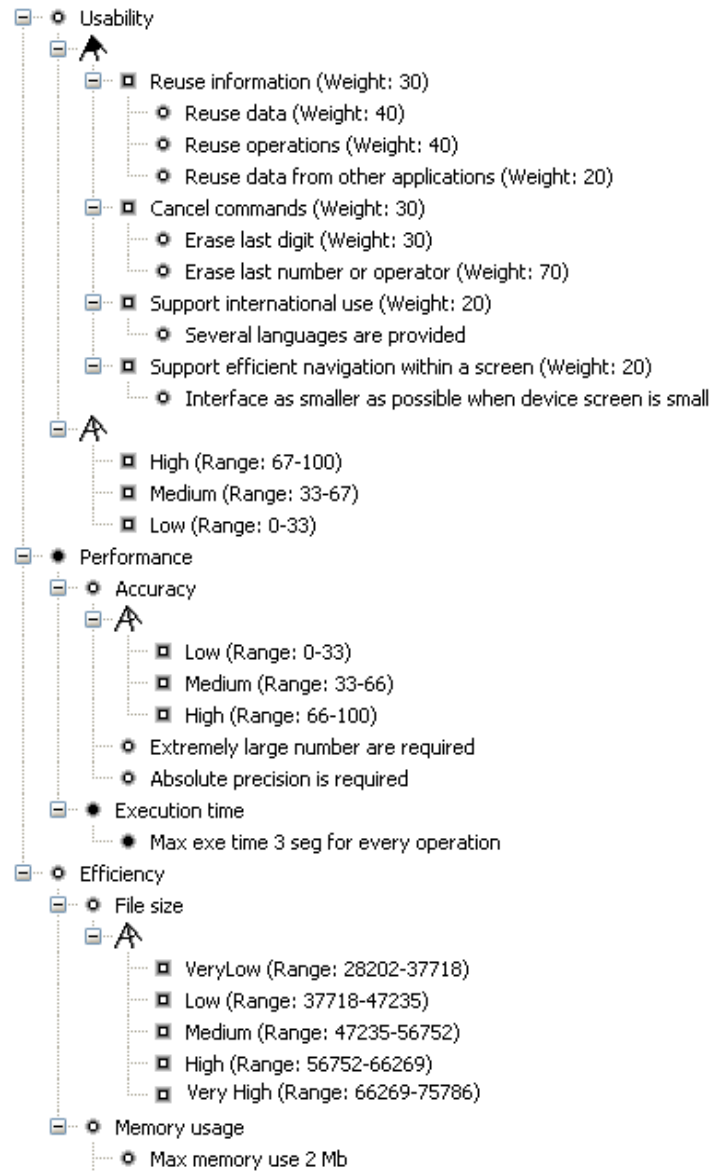 Usability
Reuse information (Weight: 30)
Reuse data (Weight: 40)
Reuse operations (Weight: 40)
Reuse data from other applications (Weight: 20)
Cancel commands (Weight: 30)
Erase last digit (Weight: 30)
Erase last number or operator (Weight: 70)
Support international use (Weight: 20)
Several languages are provided
Support efficient navigation within a screen (Weight: 20)
Interface as smaller as possible when device screen is small
High (Range: 67-100)
Medium (Range: 33-67)
Low (Range: 0-33)
Performance
Accuracy
Low (Range: 0-33)
Medium (Range: 33-66)
High (Range: 66-100)
Extremely large number are required
Absolute precision is required
Execution time
Max exe time 3 seg for every operation
Efficiency
File size
VeryLow (Range: 28202-37718)
Low (Range: 37718-47235)
Medium (Range: 47235-56752)
High (Range: 56752-66269)
Very High (Range: 66269-75786)
Memory usage
Max memory use 2 Mb